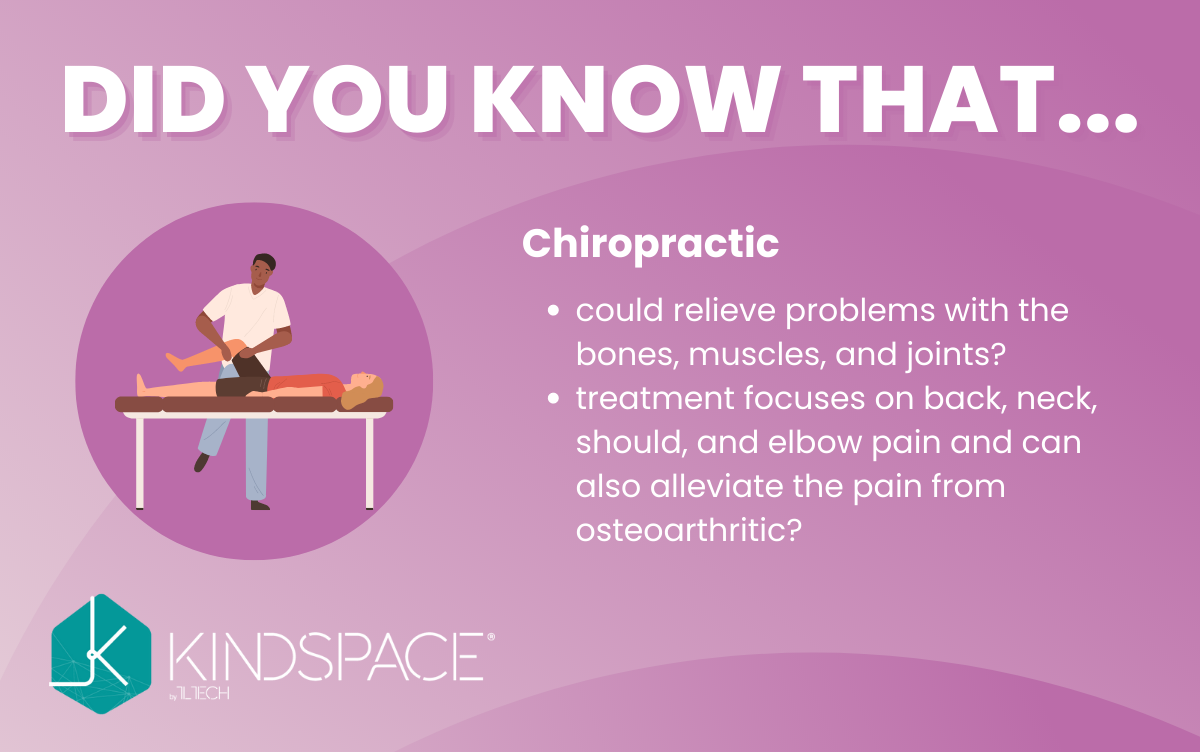 DID YOU KNOW THAT...
Chiropractic
• could relieve problems with the
bones, muscles, and joints?
• treatment focuses on back, neck,
should, and elbow pain and can
also alleviate the pain from
osteoarthritic?
KINDSPACE®
by TLTECH